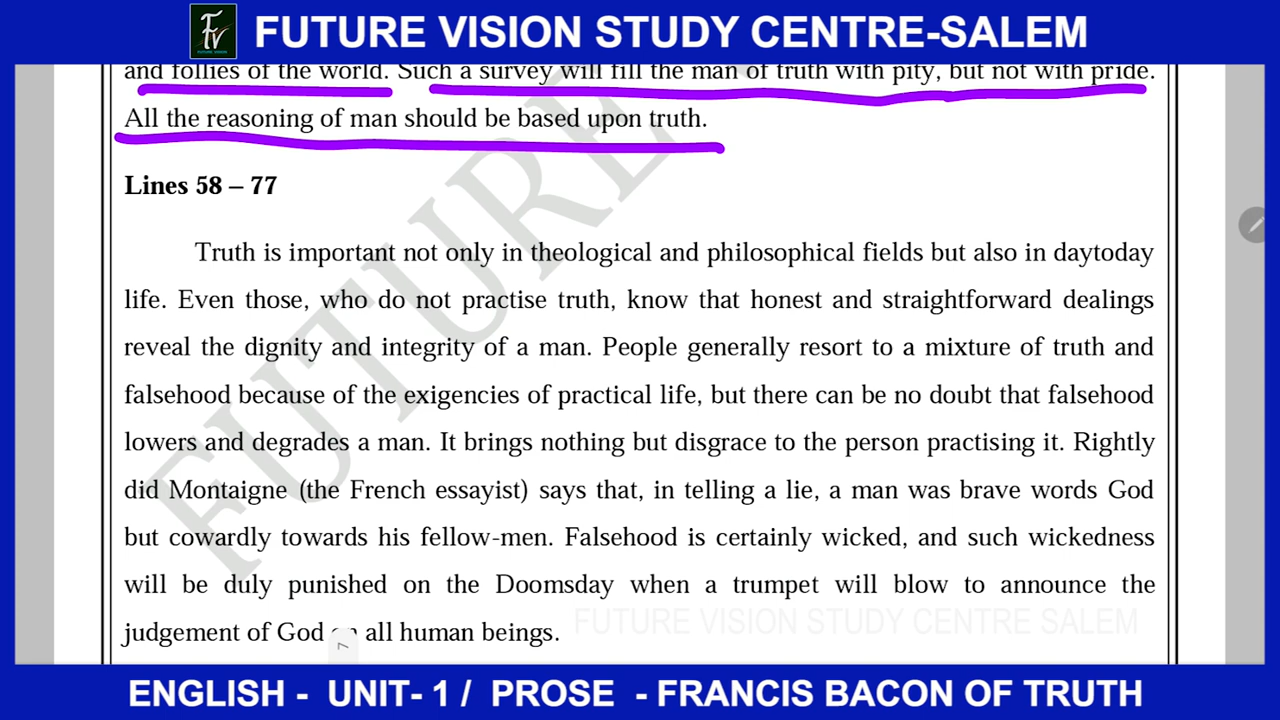 Fv
FUTURE VISION
FUTURE VISION STUDY CENTRE-SALEM
and follies of the world. Such a survey will fill the man of truth with pity, but not with pride.
All the reasoning of man should be based upon truth.
Lines 58 – 77
Truth is important not only in theological and philosophical fields but also in daytoday
life. Even those, who do not practise truth, know that honest and straightforward dealings
reveal the dignity and integrity of a man. People generally resort to a mixture of truth and
falsehood because of the exigencies of practical life, but there can be no doubt that falsehood
lowers and degrades a man. It brings nothing but disgrace to the person practising it. Rightly
did Montaigne (the French essayist) says that, in telling a lie, a man was brave words God
but cowardly towards his fellow-men. Falsehood is certainly wicked, and such wickedness
will be duly punished on the Doomsday when a trumpet will blow to announce the
judgement of God all human beings.
7
FUTURE
FUTURE VISION STUDY CENTRE SALEM
ENGLISH - UNIT- 1 / PROSE - FRANCIS BACON OF TRUTH